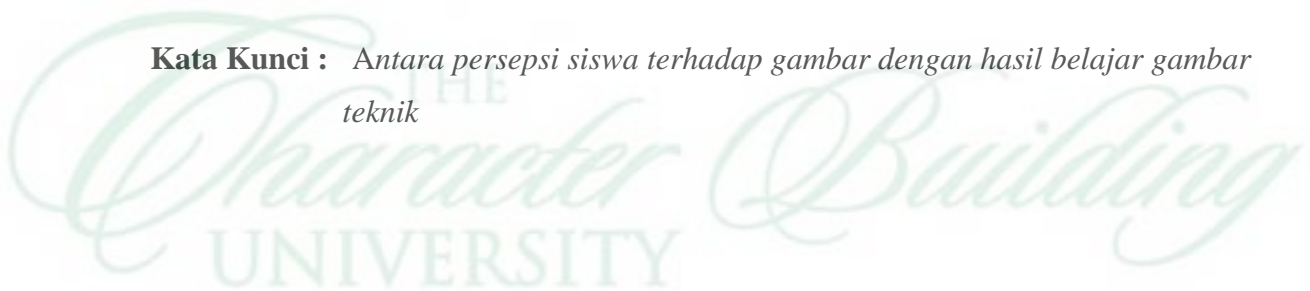 Kata Kunci : Antara persepsi siswa terhadap gambar dengan hasil belajar gambar
teknik
THE
Character Building
UNIVERSITY